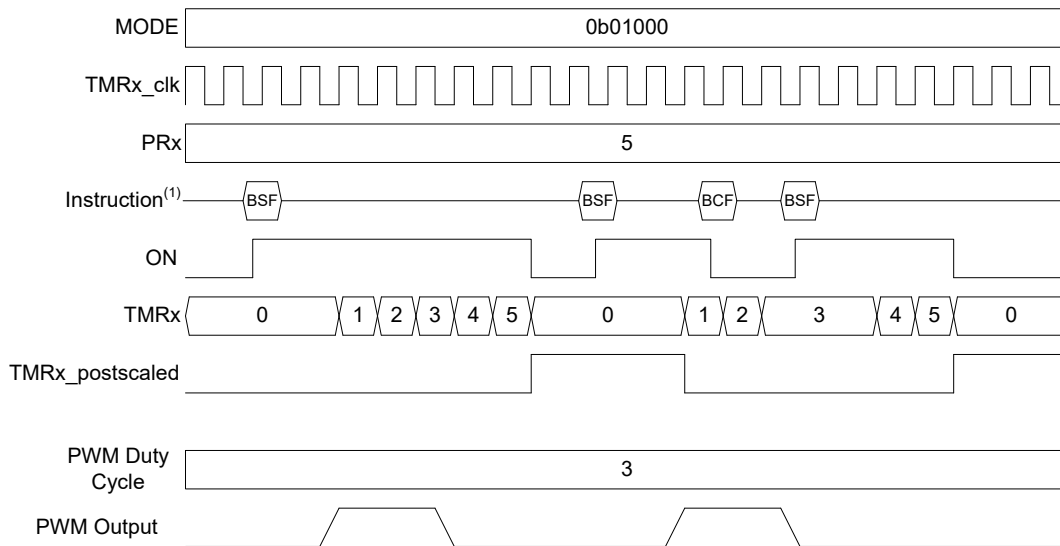 MODE 0b01000
TMRx_clk
PRx 5
Instruction(1) BSF BSF BCF BSF
ON
TMRx 0 1 2 3 4 5 0 1 2 3 4 5 0
TMRx_postscaled
PWM Duty
Cycle
3
PWM Output